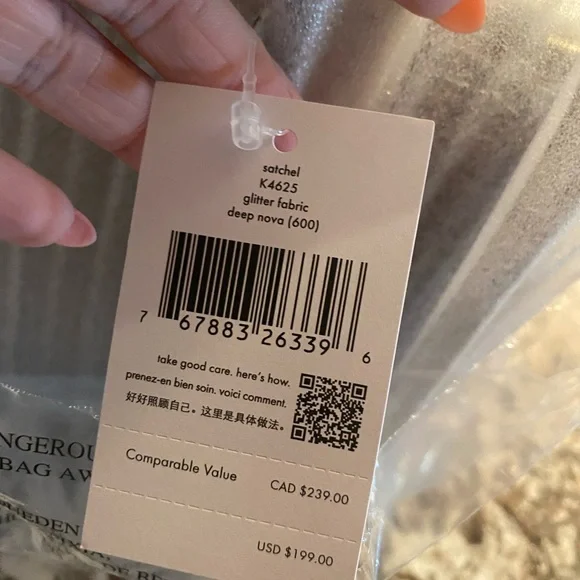 satchel
K4625
glitter fabric
deep nova (600)
7 67883 26339 6
take good care. here's how.
prenez-en bien soin. voici comment.
好好照顾自己。这里是具体做法。
Comparable Value
CAD $239.00
USD $199.00
BAG